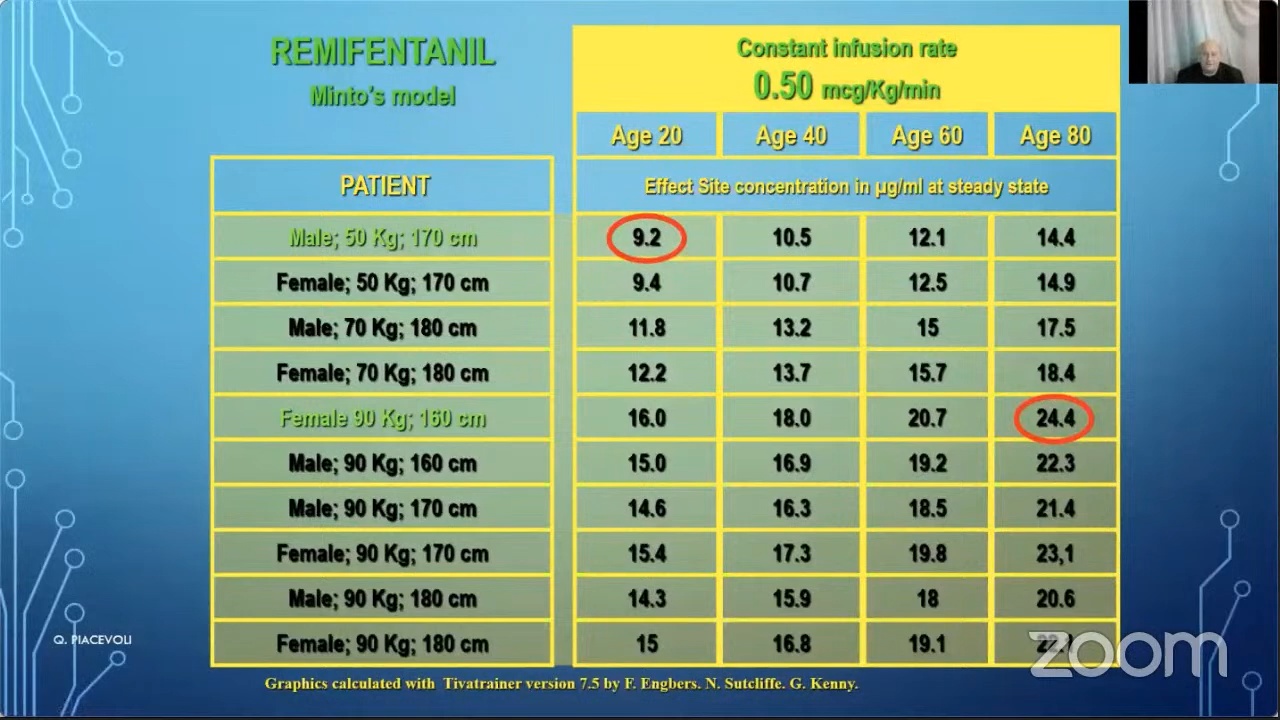 REMIFENTANIL
Minto's model
Constant infusion rate
0.50 mcg/Kg/min
Age 20 Age 40 Age 60 Age 80
PATIENT Effect Site concentration in µg/ml at steady state
Male; 50 Kg; 170 cm 9.2 10.5 12.1 14.4
Female; 50 Kg; 170 cm 9.4 10.7 12.5 14.9
Male; 70 Kg; 180 cm 11.8 13.2 15 17.5
Female; 70 Kg; 180 cm 12.2 13.7 15.7 18.4
Female 90 Kg; 160 cm 16.0 18.0 20.7 24.4
Male; 90 Kg; 160 cm 15.0 16.9 19.2 22.3
Male; 90 Kg; 170 cm 14.6 16.3 18.5 21.4
Female; 90 Kg; 170 cm 15.4 17.3 19.8 23,1
Male; 90 Kg; 180 cm 14.3 15.9 18 20.6
Female; 90 Kg; 180 cm 15 16.8 19.1
Q. PIACEVOLI
zoom
Graphics calculated with Tivatrainer version 7.5 by F. Engbers. N. Sutcliffe. G. Kenny.